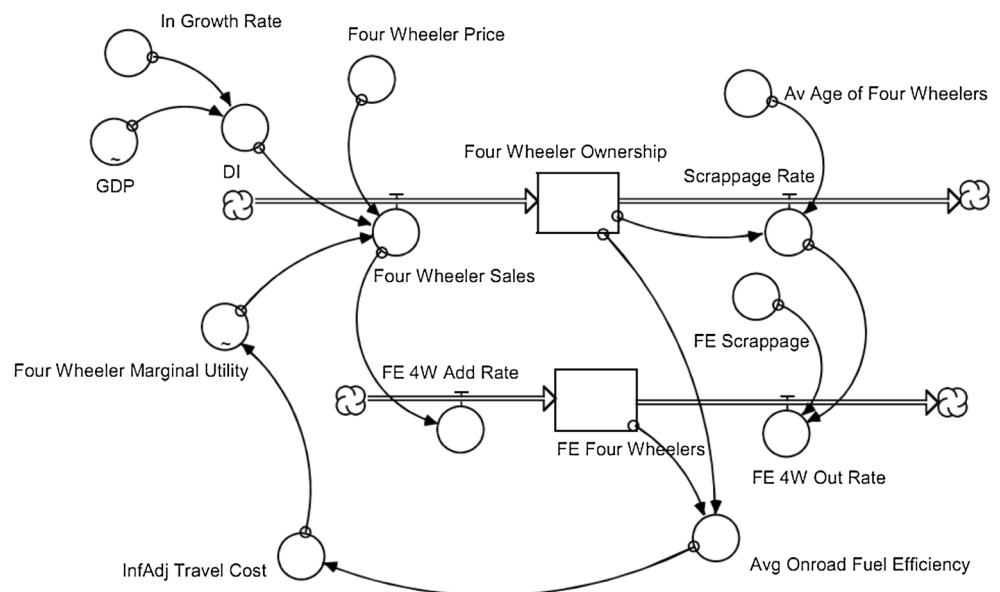 In Growth Rate
Four Wheeler Price
Av Age of Four Wheelers
Four Wheeler Ownership
Scrappage Rate
~
GDP
DI
Four Wheeler Sales
FE Scrappage
~
Four Wheeler Marginal Utility
FE 4W Add Rate
FE Four Wheelers
FE 4W Out Rate
InfAdj Travel Cost
Avg Onroad Fuel Efficiency